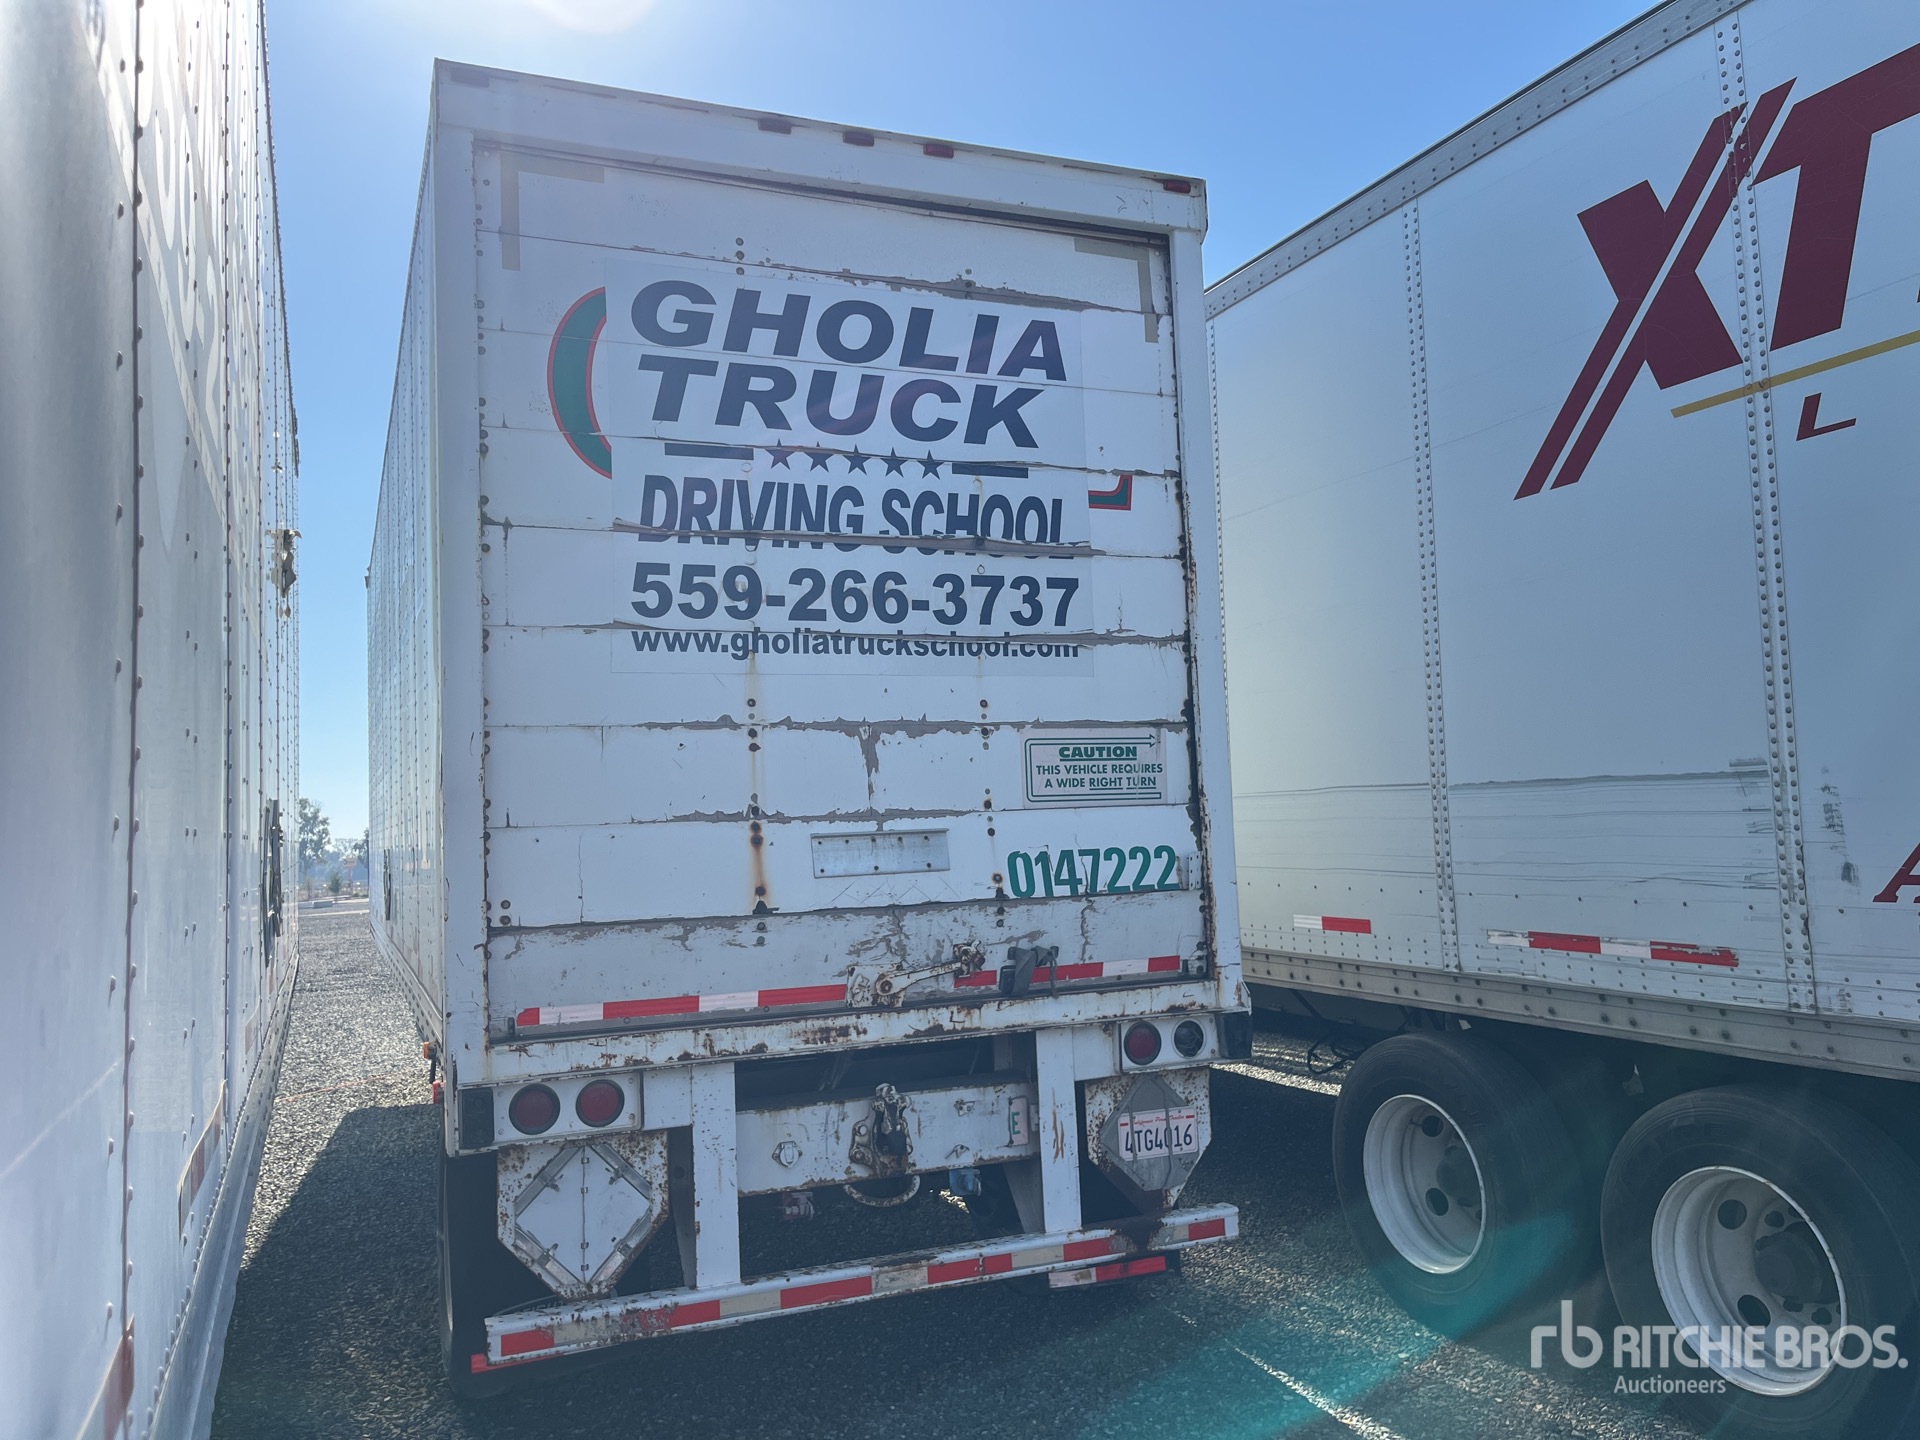 GHOLIA
TRUCK
DRIVING SCHOOL
559-266-3737
www.gholiatruckschool.com
CAUTION
THIS VEHICLE REQUIRES
A WIDE RIGHT TURN
0147222
E
4TG4016
XT
L
A
rb RITCHIE BROS.
Auctioneers